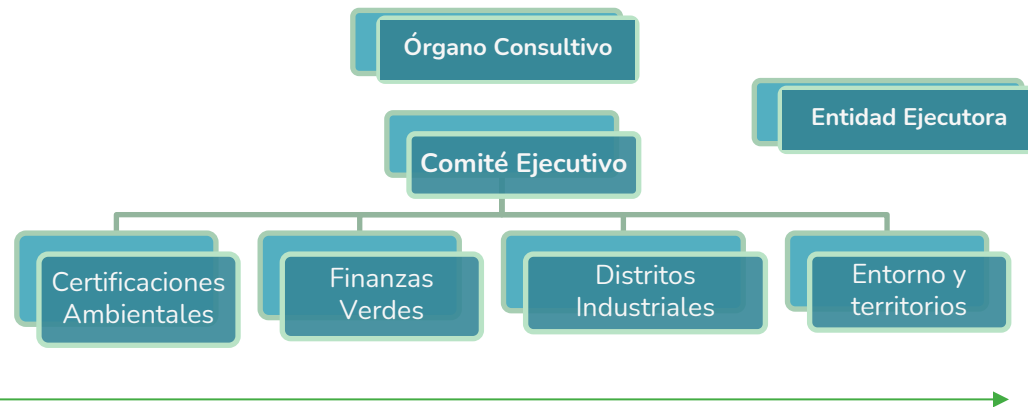 Órgano Consultivo
Entidad Ejecutora
Comité Ejecutivo
Certificaciones
Ambientales
Finanzas
Verdes
Distritos
Industriales
Entorno y
territorios